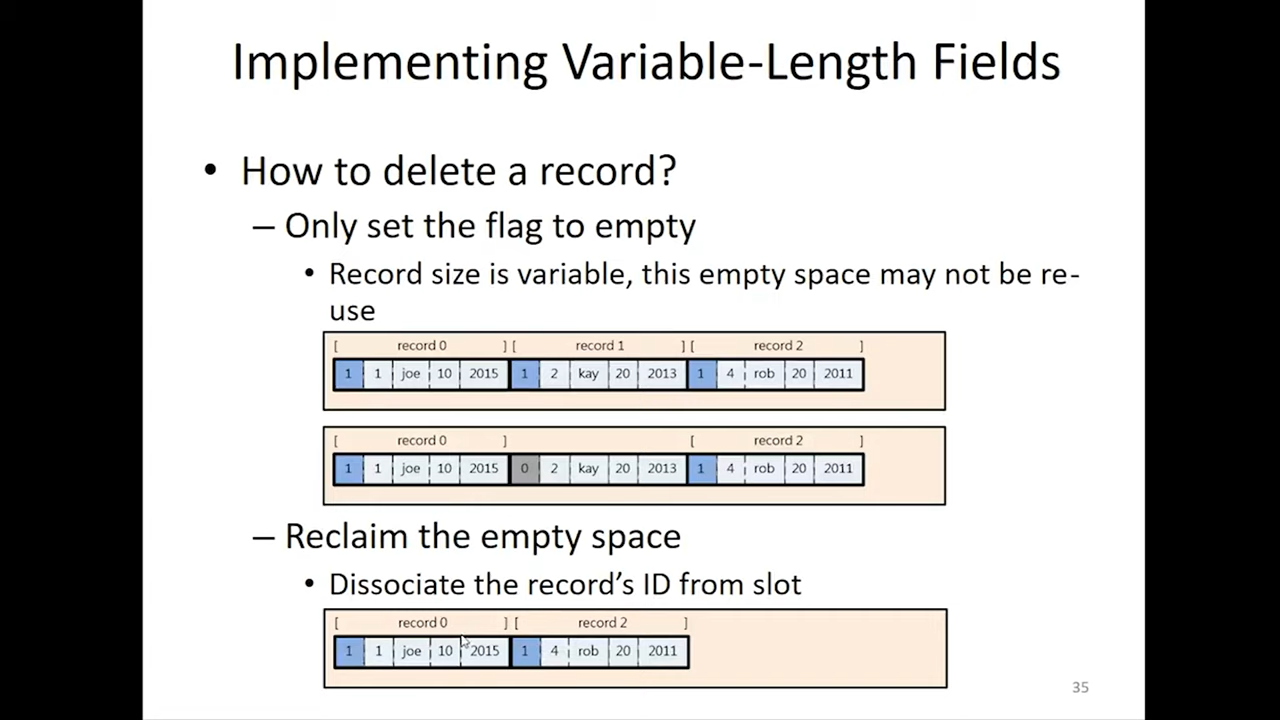 Implementing Variable-Length Fields
• How to delete a record?
– Only set the flag to empty
• Record size is variable, this empty space may not be re-
use
[ record 0 ] [ record 1 ] [ record 2 ]
1 1 joe 10 2015 1 2 kay 20 2013 1 4 rob 20 2011
[ record 0 ] [ record 2 ]
1 1 joe 10 2015 0 2 kay 20 2013 1 4 rob 20 2011
– Reclaim the empty space
• Dissociate the record's ID from slot
[ record 0 ] [ record 2 ]
1 1 joe 10 2015 1 4 rob 20 2011
35